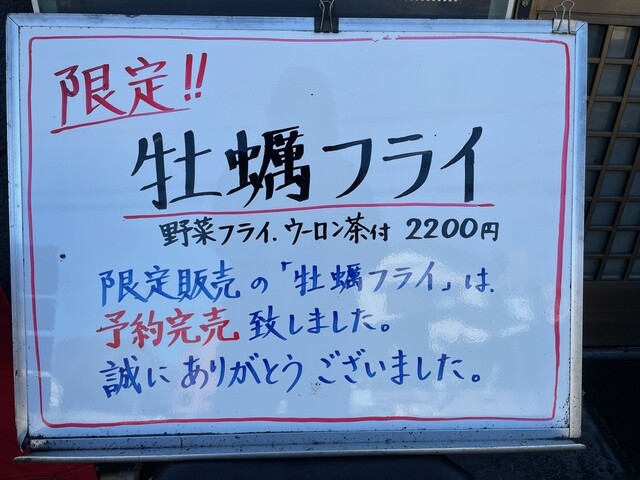 限定!!
牡蠣フライ
野菜フライ.ウーロン茶付 2200円
限定販売の「牡蠣フライ」は、
予約完売致しました。
誠にありがとうございました。